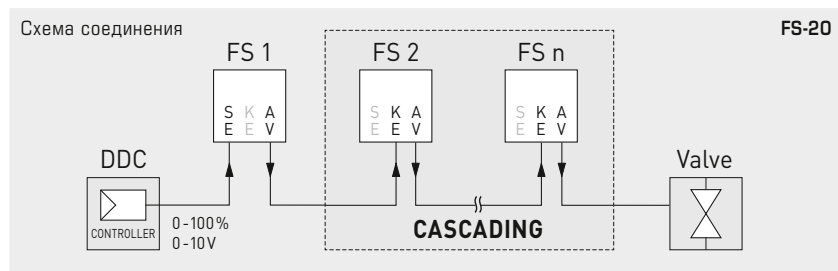 Схема соединения
FS-20
FS 1
FS 2
FS n
S K A
E E V
S K A
E E V
S K A
E E V
DDC
CONTROLLER
0-100%
0-10V
CASCADING
Valve